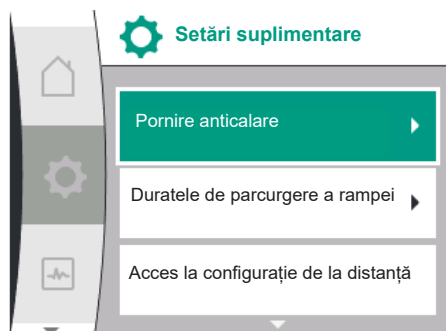 Setări suplimentare
Pornire anticalare
Duratele de parcurgere a rampei
Acces la configurație de la distanță